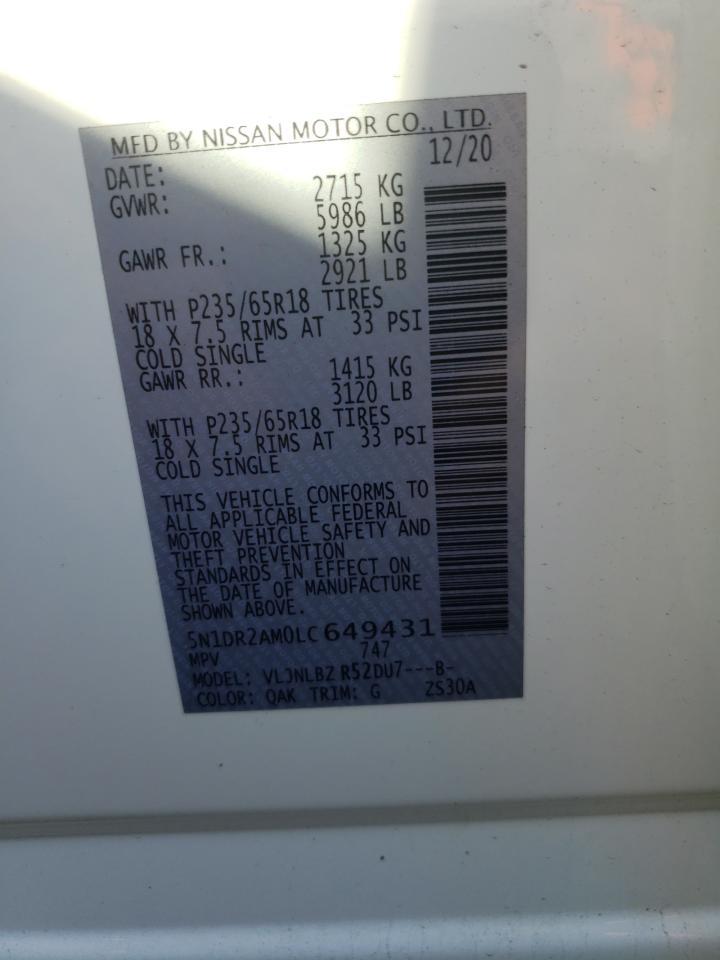 MFD BY NISSAN MOTOR CO., LTD.
DATE: 12/20
GVWR: 2715 KG
5986 LB
GAWR FR.: 1325 KG
2921 LB
WITH P235/65R18 TIRES
18 X 7.5 RIMS AT 33 PSI
COLD SINGLE
GAWR RR.: 1415 KG
3120 LB
WITH P235/65R18 TIRES
18 X 7.5 RIMS AT 33 PSI
COLD SINGLE
THIS VEHICLE CONFORMS TO
ALL APPLICABLE FEDERAL
MOTOR VEHICLE SAFETY AND
THEFT PREVENTION
STANDARDS IN EFFECT ON
THE DATE OF MANUFACTURE
SHOWN ABOVE.
5N1DR2AM0LC649431
MPV 747
MODEL: VLJNLBZ R52DU7---B-
COLOR: QAK TRIM: G ZS30A